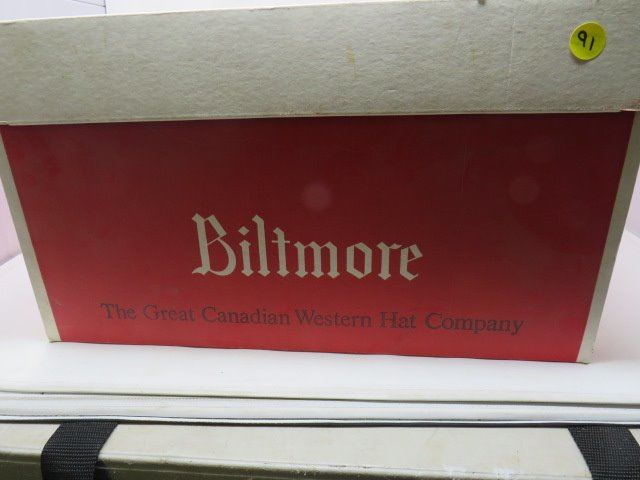 91
Biltmore
The Great Canadian Western Hat Company